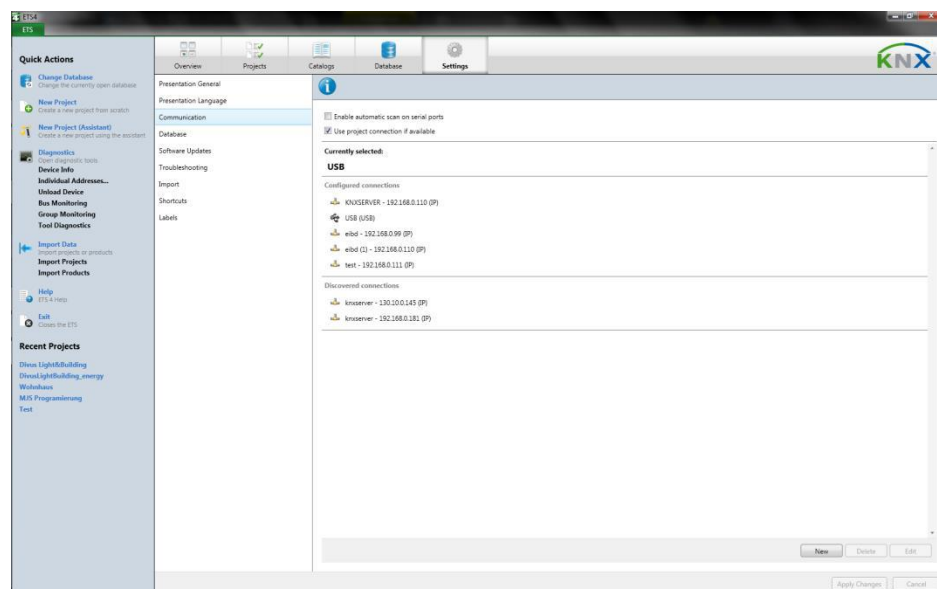 ETS4
ETS
Quick Actions
Change Database
Change the currently open database
New Project
Create a new project from scratch
New Project (Assistant)
Create a new project using the assistant
Diagnostics
Open diagnostic tools
Device Info
Individual Addresses...
Unload Device
Bus Monitoring
Group Monitoring
Tool Diagnostics
Import Data
Import projects or products
Import Projects
Import Products
Help
ETS 4 Help
Exit
Closes the ETS
Recent Projects
Divus Light&Building
DivusLightBuilding_energy
Wohnhaus
MJS Programierung
Test
Overview
Projects
Catalogs
Database
Settings
KNX
Presentation General
Presentation Language
Communication
Database
Software Updates
Troubleshooting
Import
Shortcuts
Labels
Enable automatic scan on serial ports
Use project connection if available
Currently selected:
USB
Configured connections
KNXSERVER - 192.168.0.110 (IP)
USB (USB)
eibd - 192.168.0.99 (IP)
eibd (1) - 192.168.0.110 (IP)
test - 192.168.0.111 (IP)
Discovered connections
knxserver - 130.10.0.143 (IP)
knxserver - 192.168.0.181 (IP)
New
Delete
Edit
Apply Changes
Cancel